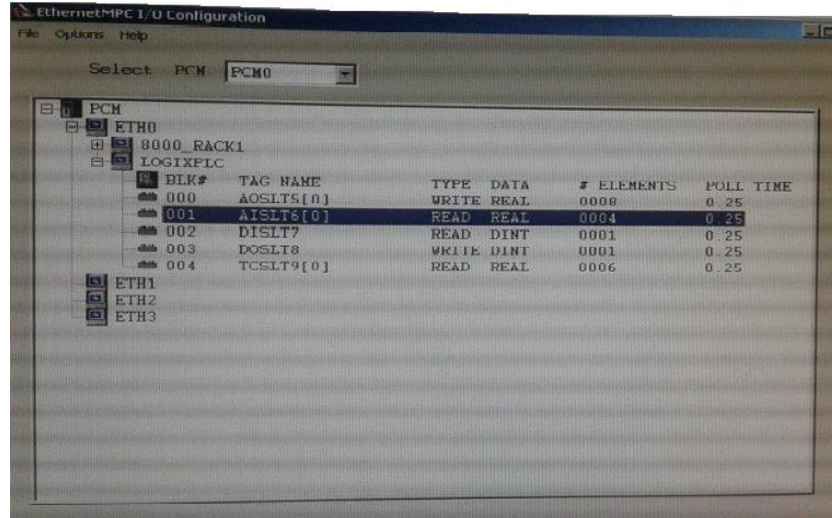 EthernetMPC I/O Configuration
File Options Help
Select PCM PCM0
PCM
ETH0
8000_RACK1
LOGIXPLC
BLK# TAG NAME TYPE DATA # ELEMENTS POLL TIME
000 AOSLT5[0] WRITE REAL 0008 0.25
001 AISLT6[0] READ REAL 0004 0.25
002 DISLT7 READ DINT 0001 0.25
003 DOSLT8 WRITE DINT 0001 0.25
004 TCSLT9[0] READ REAL 0006 0.25
ETH1
ETH2
ETH3